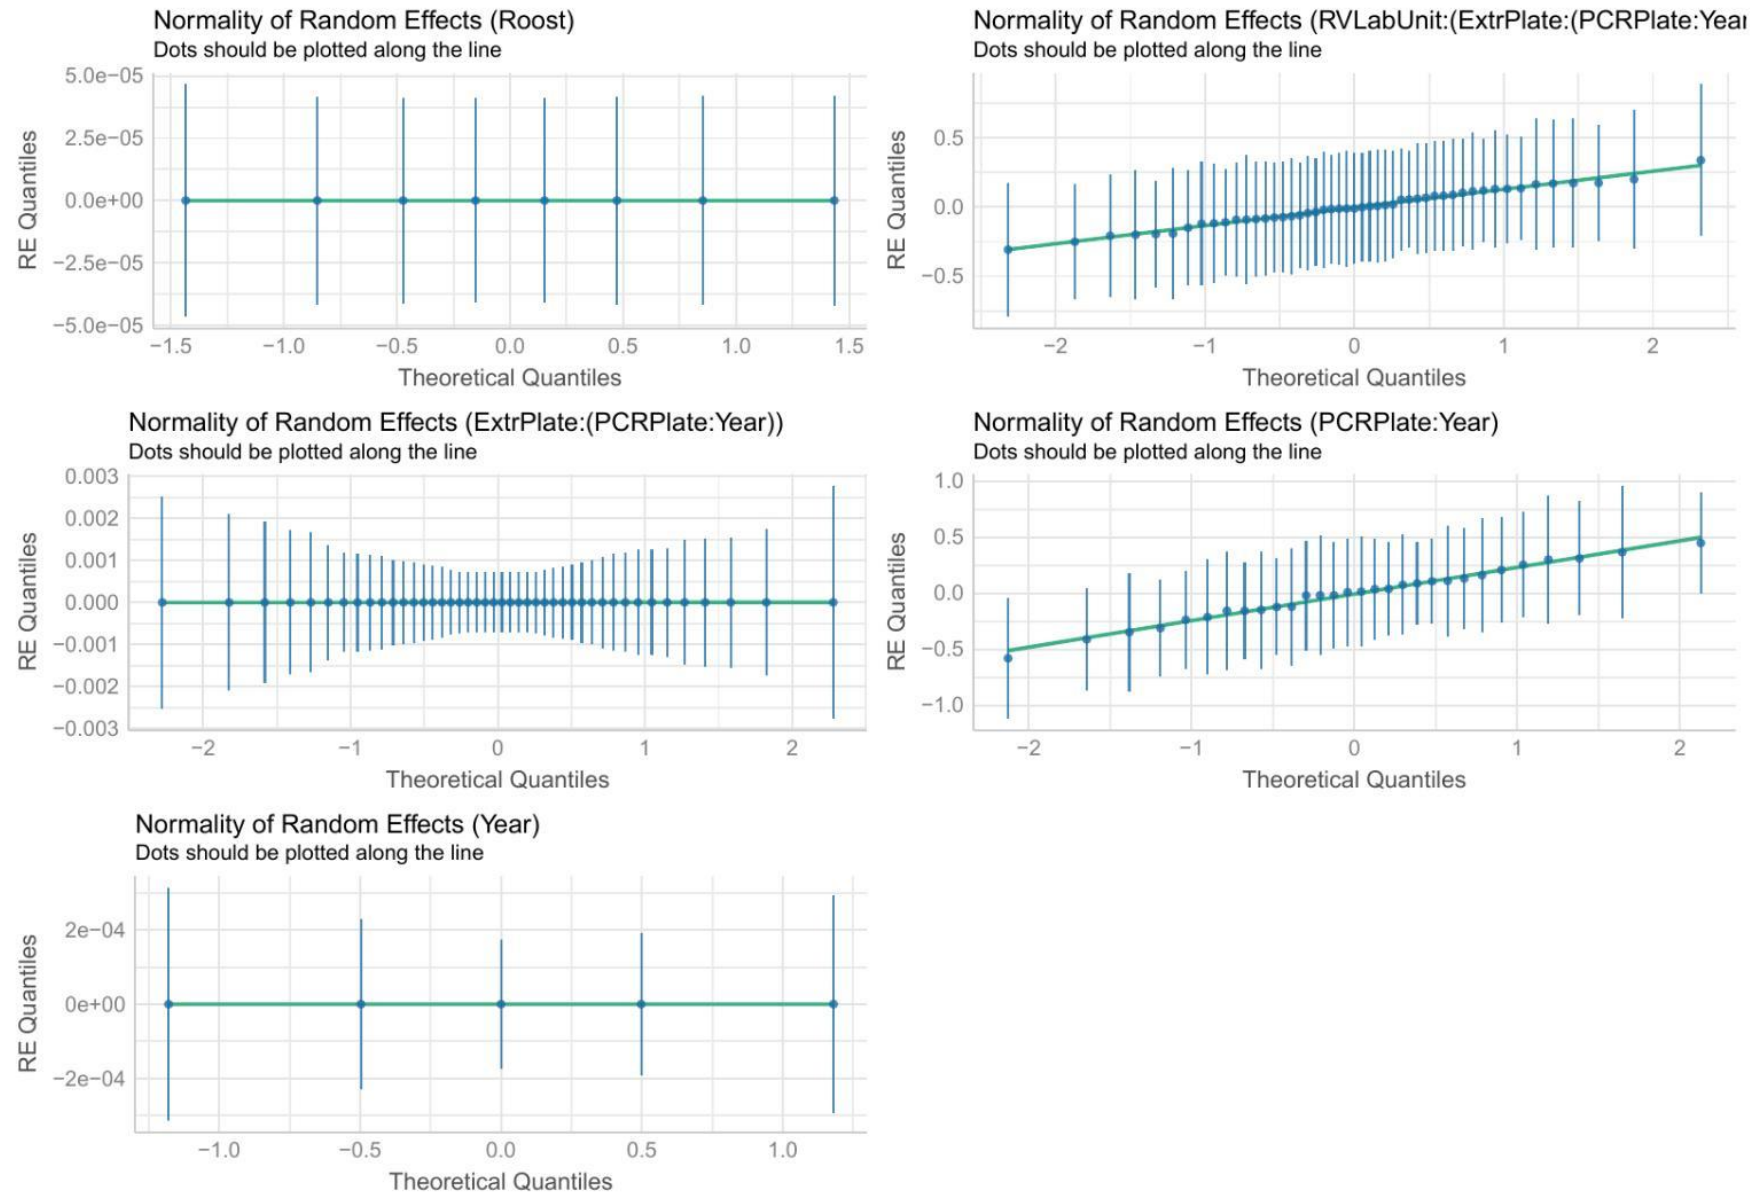 Normality of Random Effects (Roost)
Dots should be plotted along the line
5.0e−05
2.5e−05
0.0e+00
−2.5e−05
−5.0e−05
RE Quantiles
−1.5 −1.0 −0.5 0.0 0.5 1.0 1.5
Theoretical Quantiles
Normality of Random Effects (RVLabUnit:(ExtrPlate:(PCRPlate:Year
Dots should be plotted along the line
0.5
0.0
−0.5
RE Quantiles
−2 −1 0 1 2
Theoretical Quantiles
Normality of Random Effects (ExtrPlate:(PCRPlate:Year))
Dots should be plotted along the line
0.003
0.002
0.001
0.000
−0.001
−0.002
−0.003
RE Quantiles
−2 −1 0 1 2
Theoretical Quantiles
Normality of Random Effects (PCRPlate:Year)
Dots should be plotted along the line
1.0
0.5
0.0
−0.5
−1.0
RE Quantiles
−2 −1 0 1 2
Theoretical Quantiles
Normality of Random Effects (Year)
Dots should be plotted along the line
2e−04
0e+00
−2e−04
RE Quantiles
−1.0 −0.5 0.0 0.5 1.0
Theoretical Quantiles